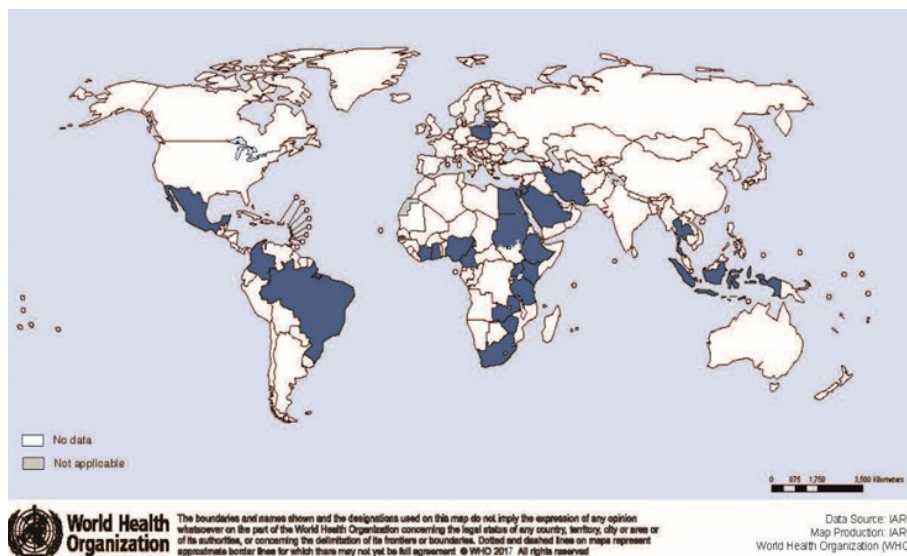 No data
Not applicable
0 875 1,750 3,500 Kilometers
World Health
Organization
The boundaries and names shown and the designations used on this map do not imply the expression of any opinion
whatsoever on the part of the World Health Organization concerning the legal status of any country, territory, city or area or
of its authorities, or concerning the delimitation of its frontiers or boundaries. Dotted and dashed lines on maps represent
approximate border lines for which there may not yet be full agreement © WHO 2017 All rights reserved
Data Source: IAR
Map Production: IAR
World Health Organization (WHO